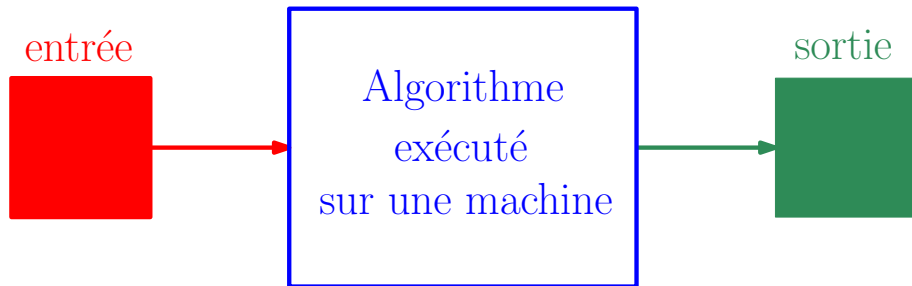 entrée
Algorithme
exécuté
sur une machine
sortie